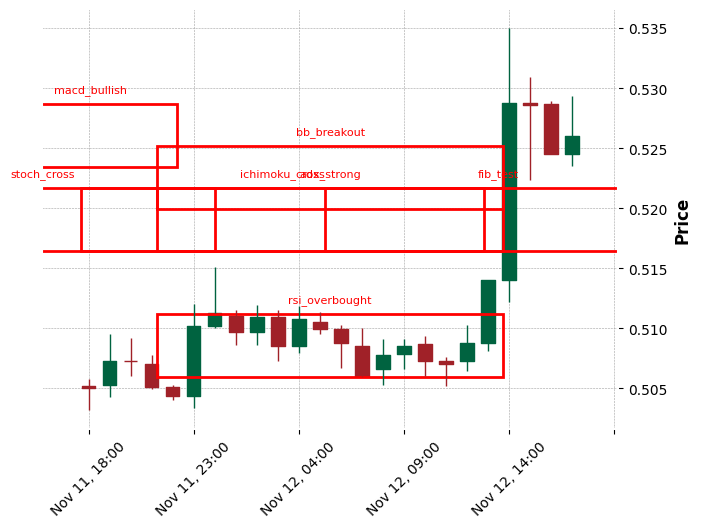 0.535
macd_bullish
0.530
bb_breakout
0.525
stoch_cross
adx_strong
0.520
Price
0.515
rsi_overbought
0.510
0.505
Nov 11, 18:00
Nov 11, 23:00
Nov 12, 04:00
Nov 12, 09:00
Nov 12, 14:00